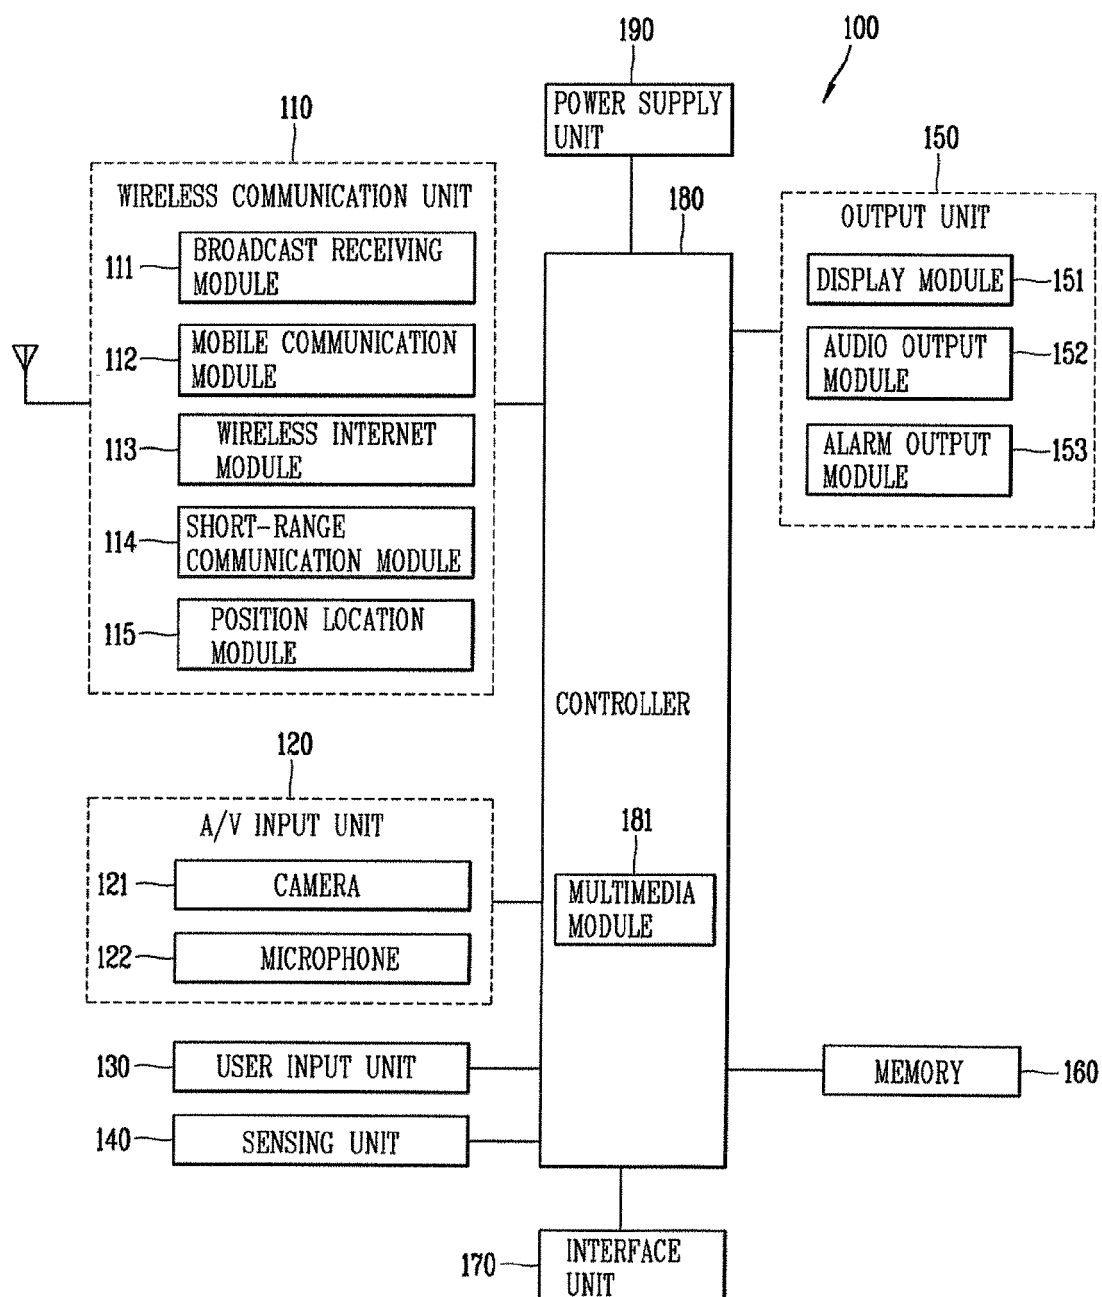 100
190
POWER SUPPLY
UNIT
110
WIRELESS COMMUNICATION UNIT
111
BROADCAST RECEIVING
MODULE
112
MOBILE COMMUNICATION
MODULE
113
WIRELESS INTERNET
MODULE
114
SHORT-RANGE
COMMUNICATION MODULE
115
POSITION LOCATION
MODULE
120
A/V INPUT UNIT
121
CAMERA
122
MICROPHONE
130
USER INPUT UNIT
140
SENSING UNIT
180
CONTROLLER
181
MULTIMEDIA
MODULE
150
OUTPUT UNIT
DISPLAY MODULE
151
AUDIO OUTPUT
MODULE
152
ALARM OUTPUT
MODULE
153
MEMORY
160
170
INTERFACE
UNIT